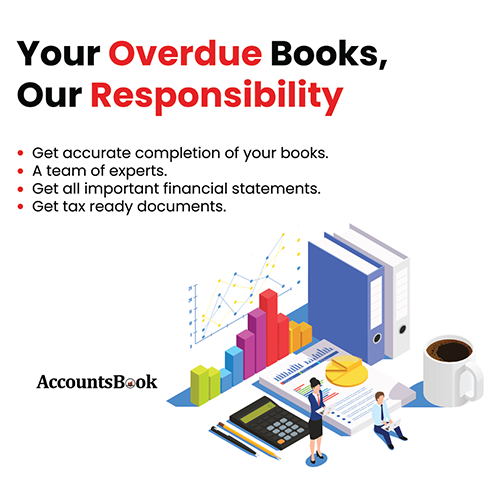 Your Overdue Books,
Our Responsibility
• Get accurate completion of your books.
• A team of experts.
• Get all important financial statements.
• Get tax ready documents.
AccountsBook